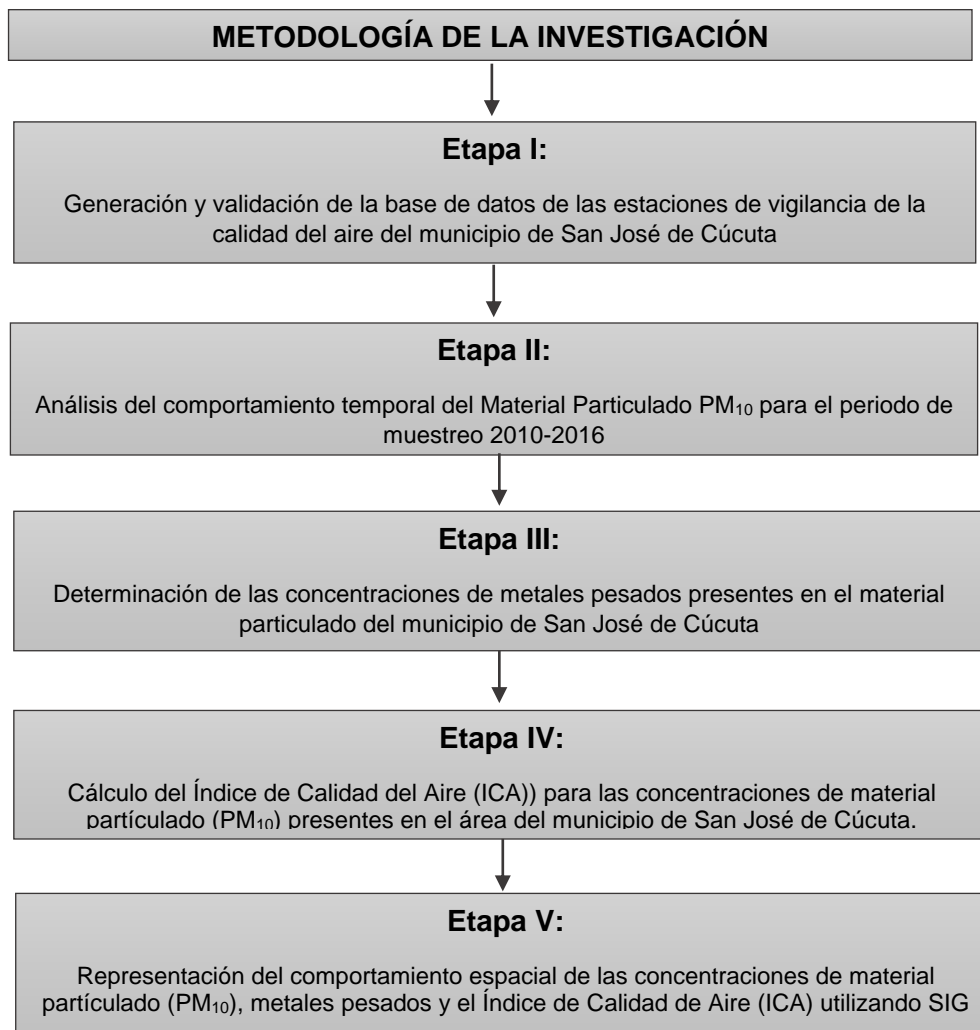 METODOLOGÍA DE LA INVESTIGACIÓN
Etapa I:
Generación y validación de la base de datos de las estaciones de vigilancia de la
calidad del aire del municipio de San José de Cúcuta
Etapa II:
Análisis del comportamiento temporal del Material Particulado PM₁₀ para el periodo de
muestreo 2010-2016
Etapa III:
Determinación de las concentraciones de metales pesados presentes en el material
particulado del municipio de San José de Cúcuta
Etapa IV:
Cálculo del Índice de Calidad del Aire (ICA)) para las concentraciones de material
partículado (PM₁₀) presentes en el área del municipio de San José de Cúcuta.
Etapa V:
Representación del comportamiento espacial de las concentraciones de material
partículado (PM₁₀), metales pesados y el Índice de Calidad de Aire (ICA) utilizando SIG